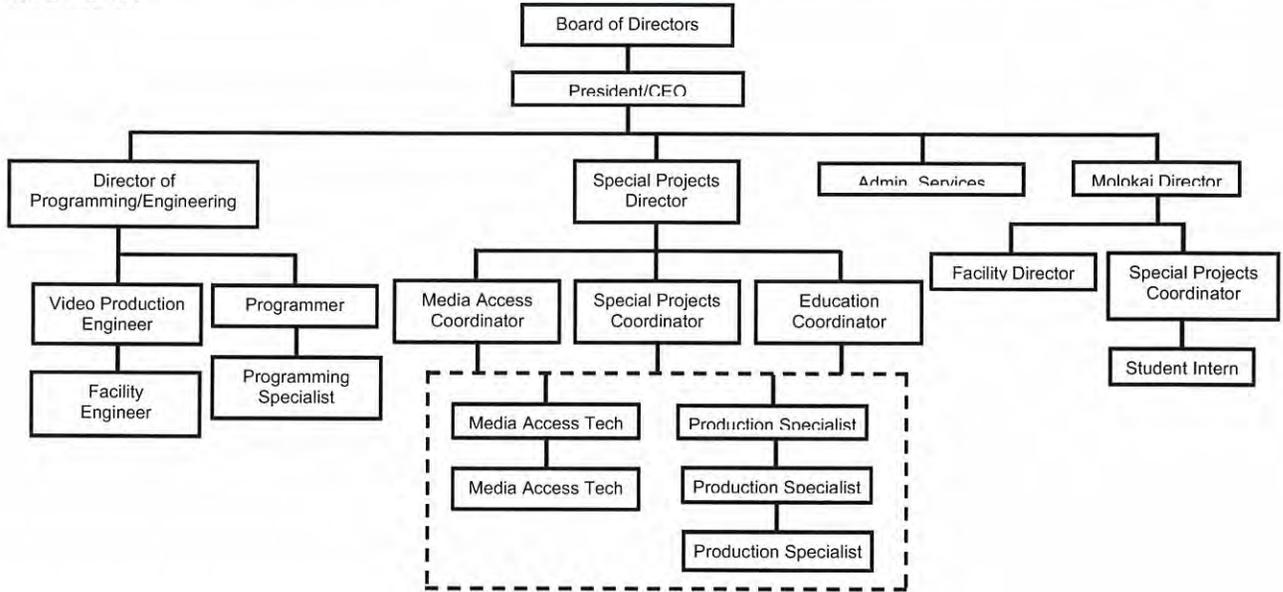 Board of Directors
President/CEO
Director of
Programming/Engineering
Special Projects
Director
Admin. Services
Molokai Director
Video Production
Engineer
Programmer
Media Access
Coordinator
Special Projects
Coordinator
Education
Coordinator
Facility Director
Special Projects
Coordinator
Facility
Engineer
Programming
Specialist
Student Intern
Media Access Tech
Production Specialist
Media Access Tech
Production Specialist
Production Specialist